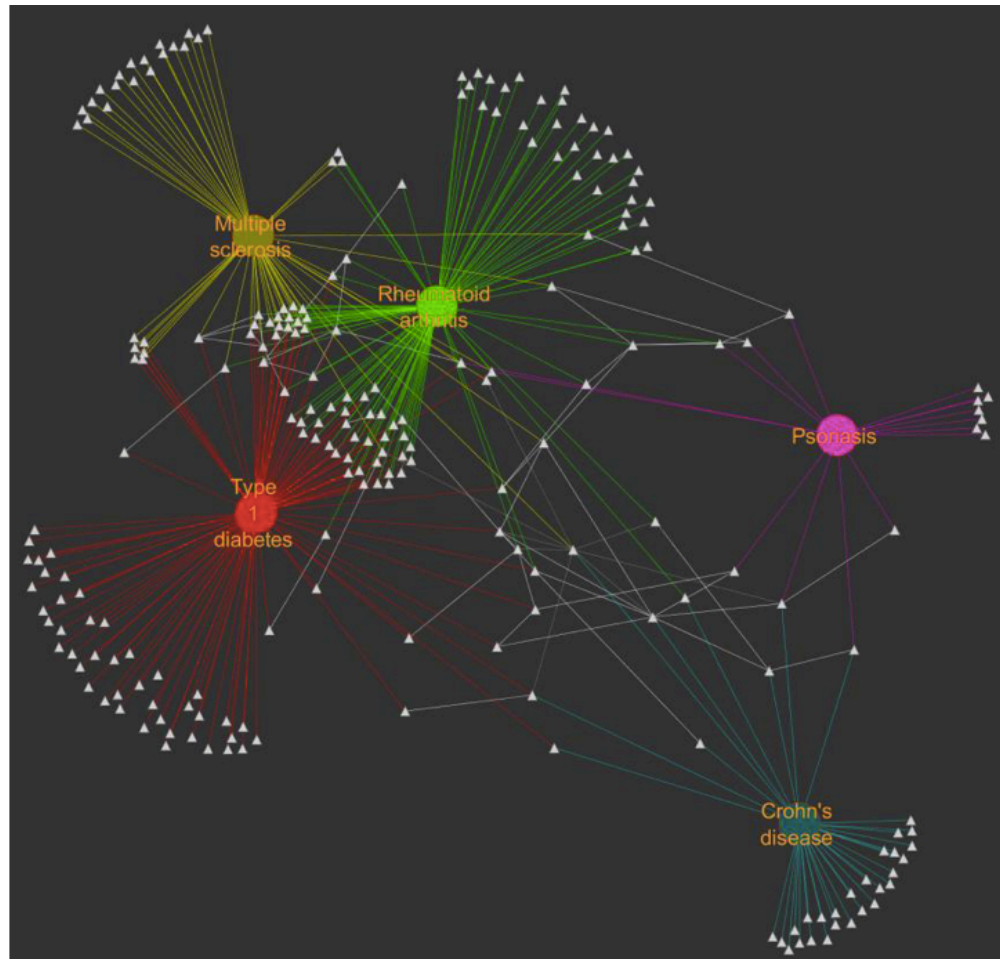 Multiple
sclerosis
Rheumatoid
arthritis
Psoriasis
Type
1
diabetes
Crohn's
disease